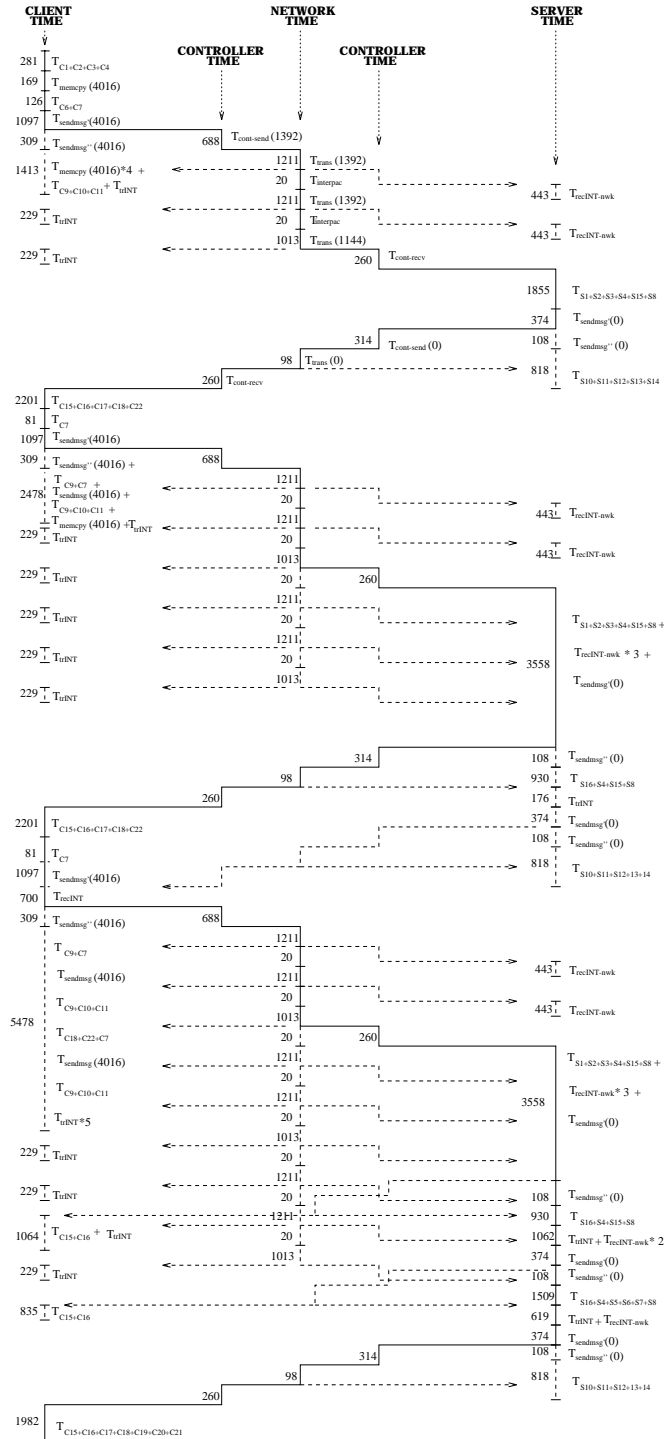 CLIENT TIME
NETWORK TIME
SERVER TIME
CONTROLLER TIME
CONTROLLER TIME
281 T C1+C2+C3+C4
169 T memcpy (4016)
126 T C6+C7
1097 T sendmsg' (4016)
309 T sendmsg'' (4016)
688 T cont-send (1392)
1413 T memcpy (4016)*4 +
T C9+C10+C11 + T trINT
1211 T trans (1392)
20 T interpac
443 T recINT-nwk
229 T trINT
1211 T trans (1392)
20 T interpac
443 T recINT-nwk
229 T trINT
1013 T trans (1144)
260 T cont-recv
1855 T S1+S2+S3+S4+S15+S8
374 T sendmsg' (0)
314 T cont-send (0)
108 T sendmsg'' (0)
98 T trans (0)
818 T S10+S11+S12+S13+S14
260 T cont-recv
2201 T C15+C16+C17+C18+C22
81 T C7
1097 T sendmsg' (4016)
309 T sendmsg'' (4016) +
688
2478 T C9+C7 +
T sendmsg (4016) +
T C9+C10+C11 +
T memcpy (4016) + T trINT
1211
20
443 T recINT-nwk
1211
20
443 T recINT-nwk
229 T trINT
1013
20
260
229 T trINT
1211
20
229 T trINT
1211
20
229 T trINT
1013
229 T trINT
3558 T S1+S2+S3+S4+S15+S8 +
T recINT-nwk * 3 +
T sendmsg' (0)
314
108 T sendmsg'' (0)
98
930 T S16+S4+S15+S8
260
176 T trINT
2201 T C15+C16+C17+C18+C22
374 T sendmsg' (0)
108 T sendmsg'' (0)
81 T C7
818 T S10+S11+S12+13+14
1097 T sendmsg' (4016)
700 T recINT
309 T sendmsg'' (4016)
688
5478 T C9+C7
T sendmsg (4016)
T C9+C10+C11
T C18+C22+C7
T sendmsg (4016)
T C9+C10+C11
T trINT *5
1211
20
443 T recINT-nwk
1211
20
443 T recINT-nwk
1013
20
260
1211
20
1211
20
3558 T S1+S2+S3+S4+S15+S8 +
T recINT-nwk * 3 +
T sendmsg' (0)
229 T trINT
1013
20
229 T trINT
1211
20
108 T sendmsg'' (0)
1211
20
930 T S16+S4+S15+S8
1064 T C15+C16 + T trINT
1062 T trINT + T recINT-nwk * 2
229 T trINT
1013
374 T sendmsg' (0)
108 T sendmsg'' (0)
1509 T S16+S4+S5+S6+S7+S8
835 T C15+C16
619 T trINT + T recINT-nwk
374 T sendmsg' (0)
314
108 T sendmsg'' (0)
98
818 T S10+S11+S12+13+14
260
1982 T C15+C16+C17+C18+C19+C20+C21